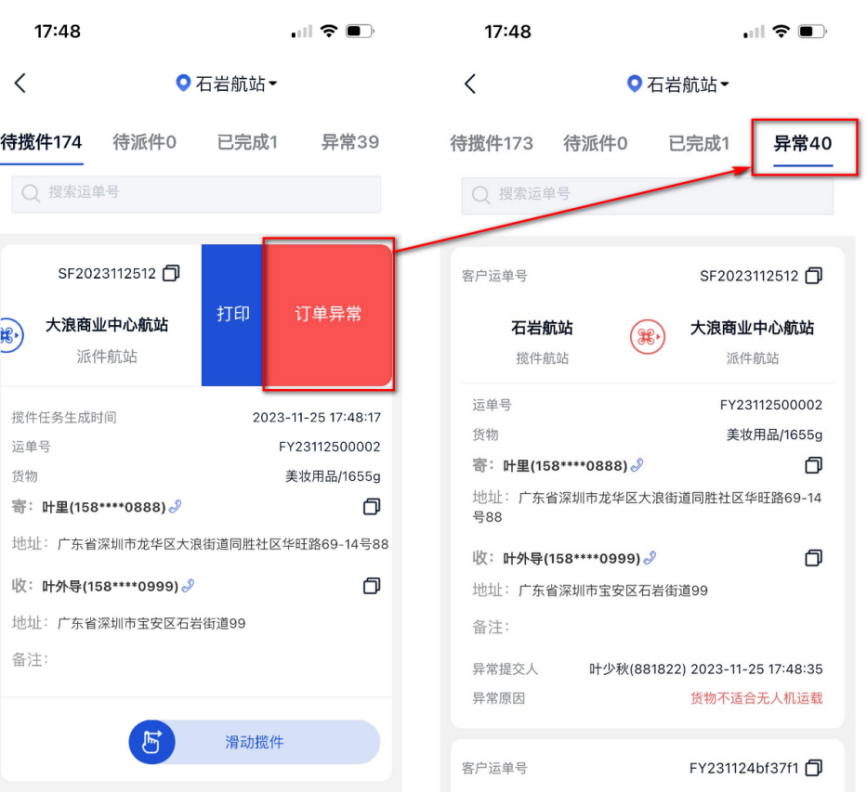 17:48
石岩航站
待揽件174 待派件0 已完成1 异常39
搜索运单号
SF2023112512
大浪商业中心航站
派件航站
打印
订单异常
揽件任务生成时间 2023-11-25 17:48:17
运单号 FY23112500002
货物 美妆用品/1655g
寄：叶里(158****0888)
地址：广东省深圳市龙华区大浪街道同胜社区华旺路69-14号88
收：叶外导(158****0999)
地址：广东省深圳市宝安区石岩街道99
备注：
滑动揽件
17:48
石岩航站
待揽件173 待派件0 已完成1 异常40
搜索运单号
客户运单号 SF2023112512
石岩航站 大浪商业中心航站
揽件航站 派件航站
运单号 FY23112500002
货物 美妆用品/1655g
寄：叶里(158****0888)
地址：广东省深圳市龙华区大浪街道同胜社区华旺路69-14
号88
收：叶外导(158****0999)
地址：广东省深圳市宝安区石岩街道99
备注：
异常提交人 叶少秋(881822) 2023-11-25 17:48:35
异常原因 货物不适合无人机运载
客户运单号 FY231124bf37f1